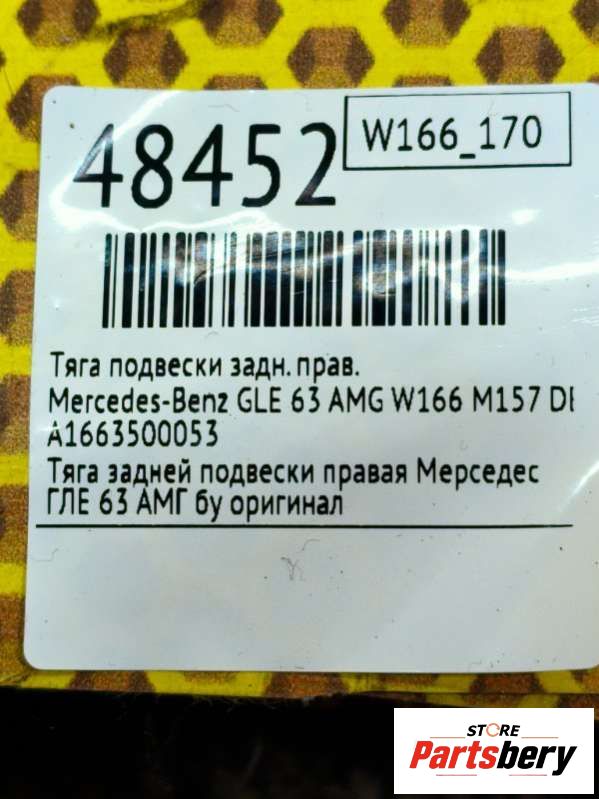 48452
W166_170
Тяга подвески задн. прав.
Mercedes-Benz GLE 63 AMG W166 M157 DE
A1663500053
Тяга задней подвески правая Мерседес
ГЛЕ 63 АМГ бу оригинал
STORE
Partsbery